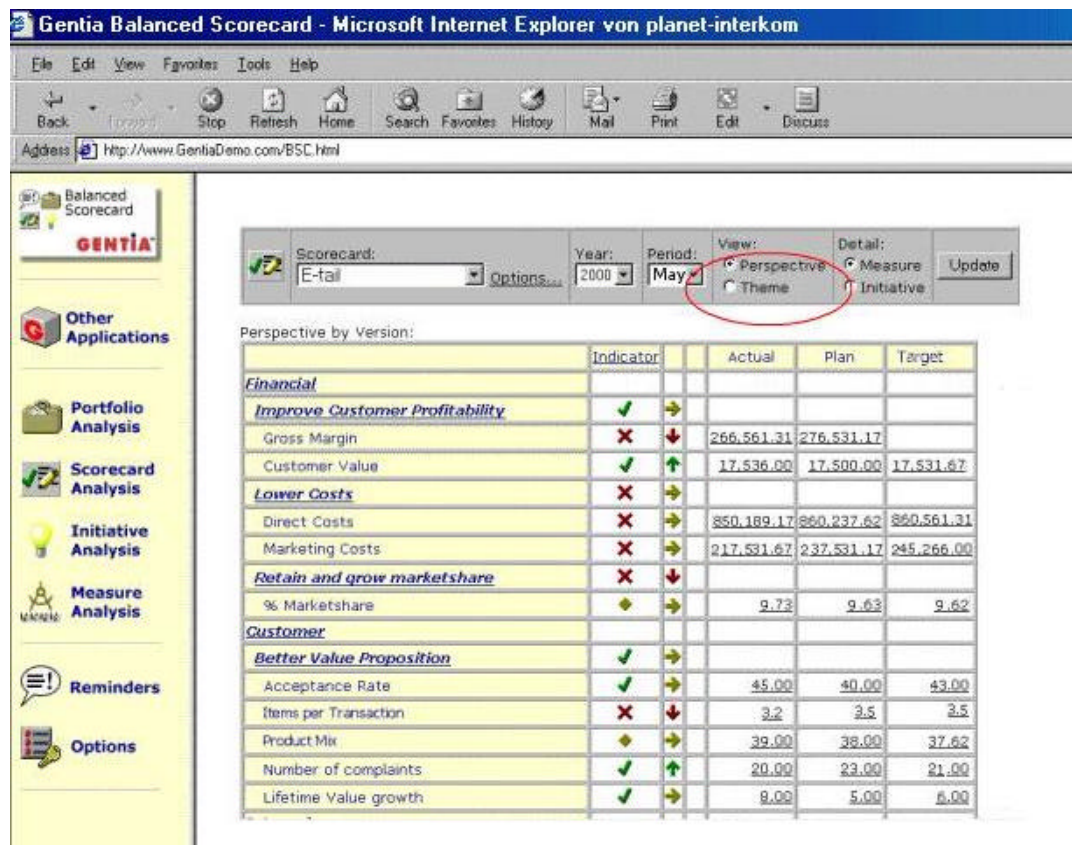 Gentia Balanced Scorecard - Microsoft Internet Explorer von planet-interkom
File Edit View Favorites Tools Help
Back Forward Stop Refresh Home Search Favorites History Mail Print Edit Discuss
Address http://www.GentiaDemo.com/BSC.html
Balanced
Scorecard
GENTIA
Other
Applications
Portfolio
Analysis
Scorecard
Analysis
Initiative
Analysis
Measure
Analysis
Reminders
Options
Scorecard: Year: Period: View: Detail:
E-tail Options... 2000 May Perspective Measure Update
Theme Initiative
Perspective by Version:
Indicator Actual Plan Target
Financial
Improve Customer Profitability
Gross Margin 266,561.31 276,531.17
Customer Value 17,536.00 17,500.00 17,531.67
Lower Costs
Direct Costs 850,189.17 860,237.62 860,561.31
Marketing Costs 217,531.67 237,531.17 245,266.00
Retain and grow marketshare
% Marketshare 9.73 9.63 9.62
Customer
Better Value Proposition
Acceptance Rate 45.00 40.00 43.00
Items per Transaction 3.2 3.5 3.5
Product Mix 39.00 38.00 37.62
Number of complaints 20.00 23.00 21.00
Lifetime Value growth 5.00